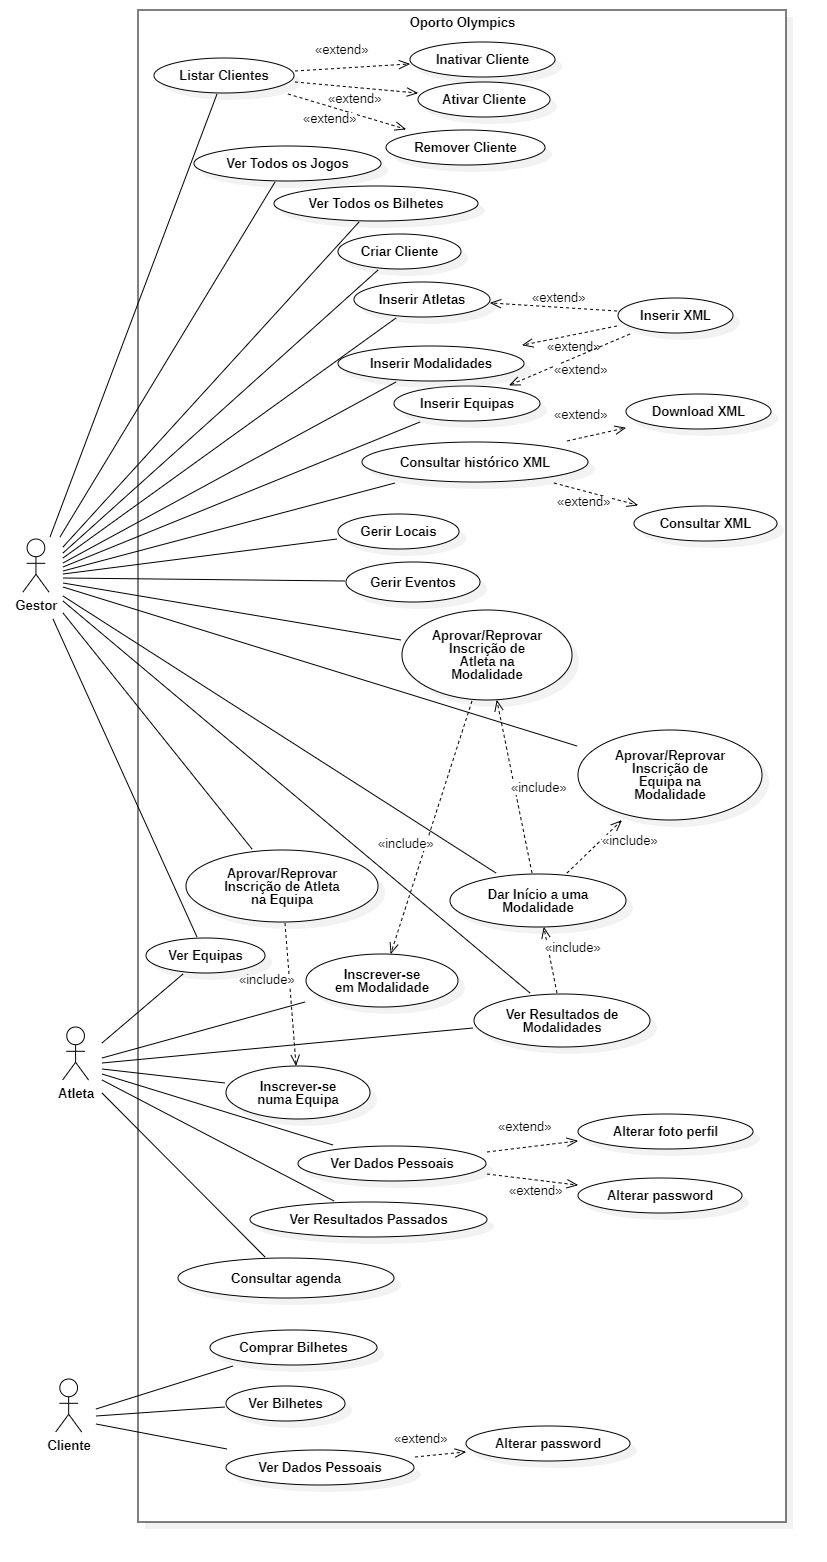 Oporto Olympics
Listar Clientes
«extend»
Inativar Cliente
«extend»
Ativar Cliente
«extend»
Remover Cliente
Ver Todos os Jogos
Ver Todos os Bilhetes
Criar Cliente
Inserir Atletas
«extend»
Inserir XML
Inserir Modalidades
«extend»
«extend»
Inserir Equipas
«extend»
Download XML
Consultar histórico XML
«extend»
Consultar XML
Gerir Locais
Gerir Eventos
Gestor
Aprovar/Reprovar
Inscrição de
Atleta na
Modalidade
Aprovar/Reprovar
Inscrição de
Equipa na
Modalidade
«include»
«include»
«include»
Aprovar/Reprovar
Inscrição de Atleta
na Equipa
Dar Início a uma
Modalidade
Ver Equipas
«include»
«include»
Inscrever-se
em Modalidade
Ver Resultados de
Modalidades
Atleta
Inscrever-se
numa Equipa
«extend»
Alterar foto perfil
Ver Dados Pessoais
«extend»
Alterar password
Ver Resultados Passados
Consultar agenda
Comprar Bilhetes
Ver Bilhetes
Cliente
«extend»
Alterar password
Ver Dados Pessoais